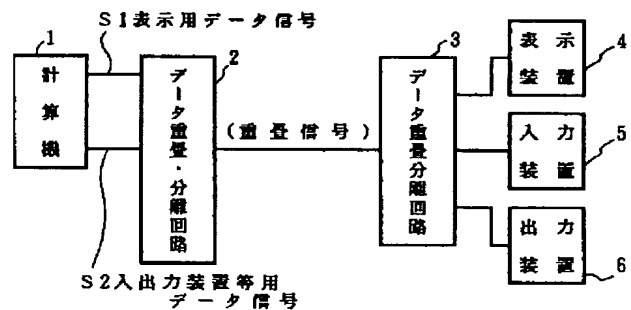 S1表示用データ信号
1
計算機
2
データ重畳・分離回路
(重畳信号)
3
データ重畳分離回路
表示
装置
4
入力
装置
5
出力
装置
6
S2入出力装置等用
データ信号